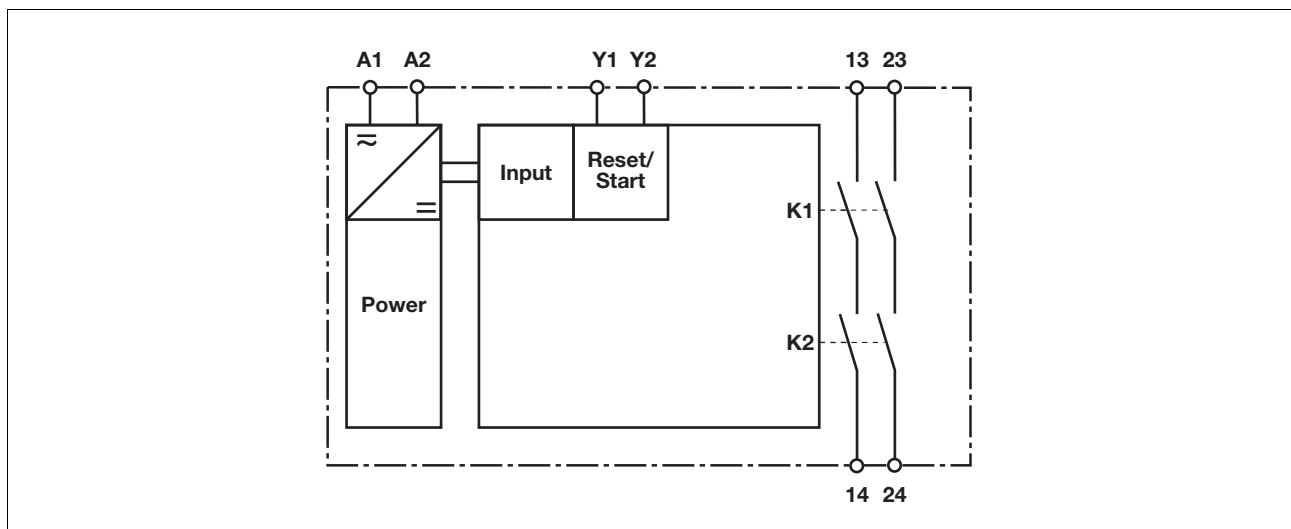 A1 A2 Y1 Y2 13 23
Input
Reset/
Start
K1
Power
K2
14 24